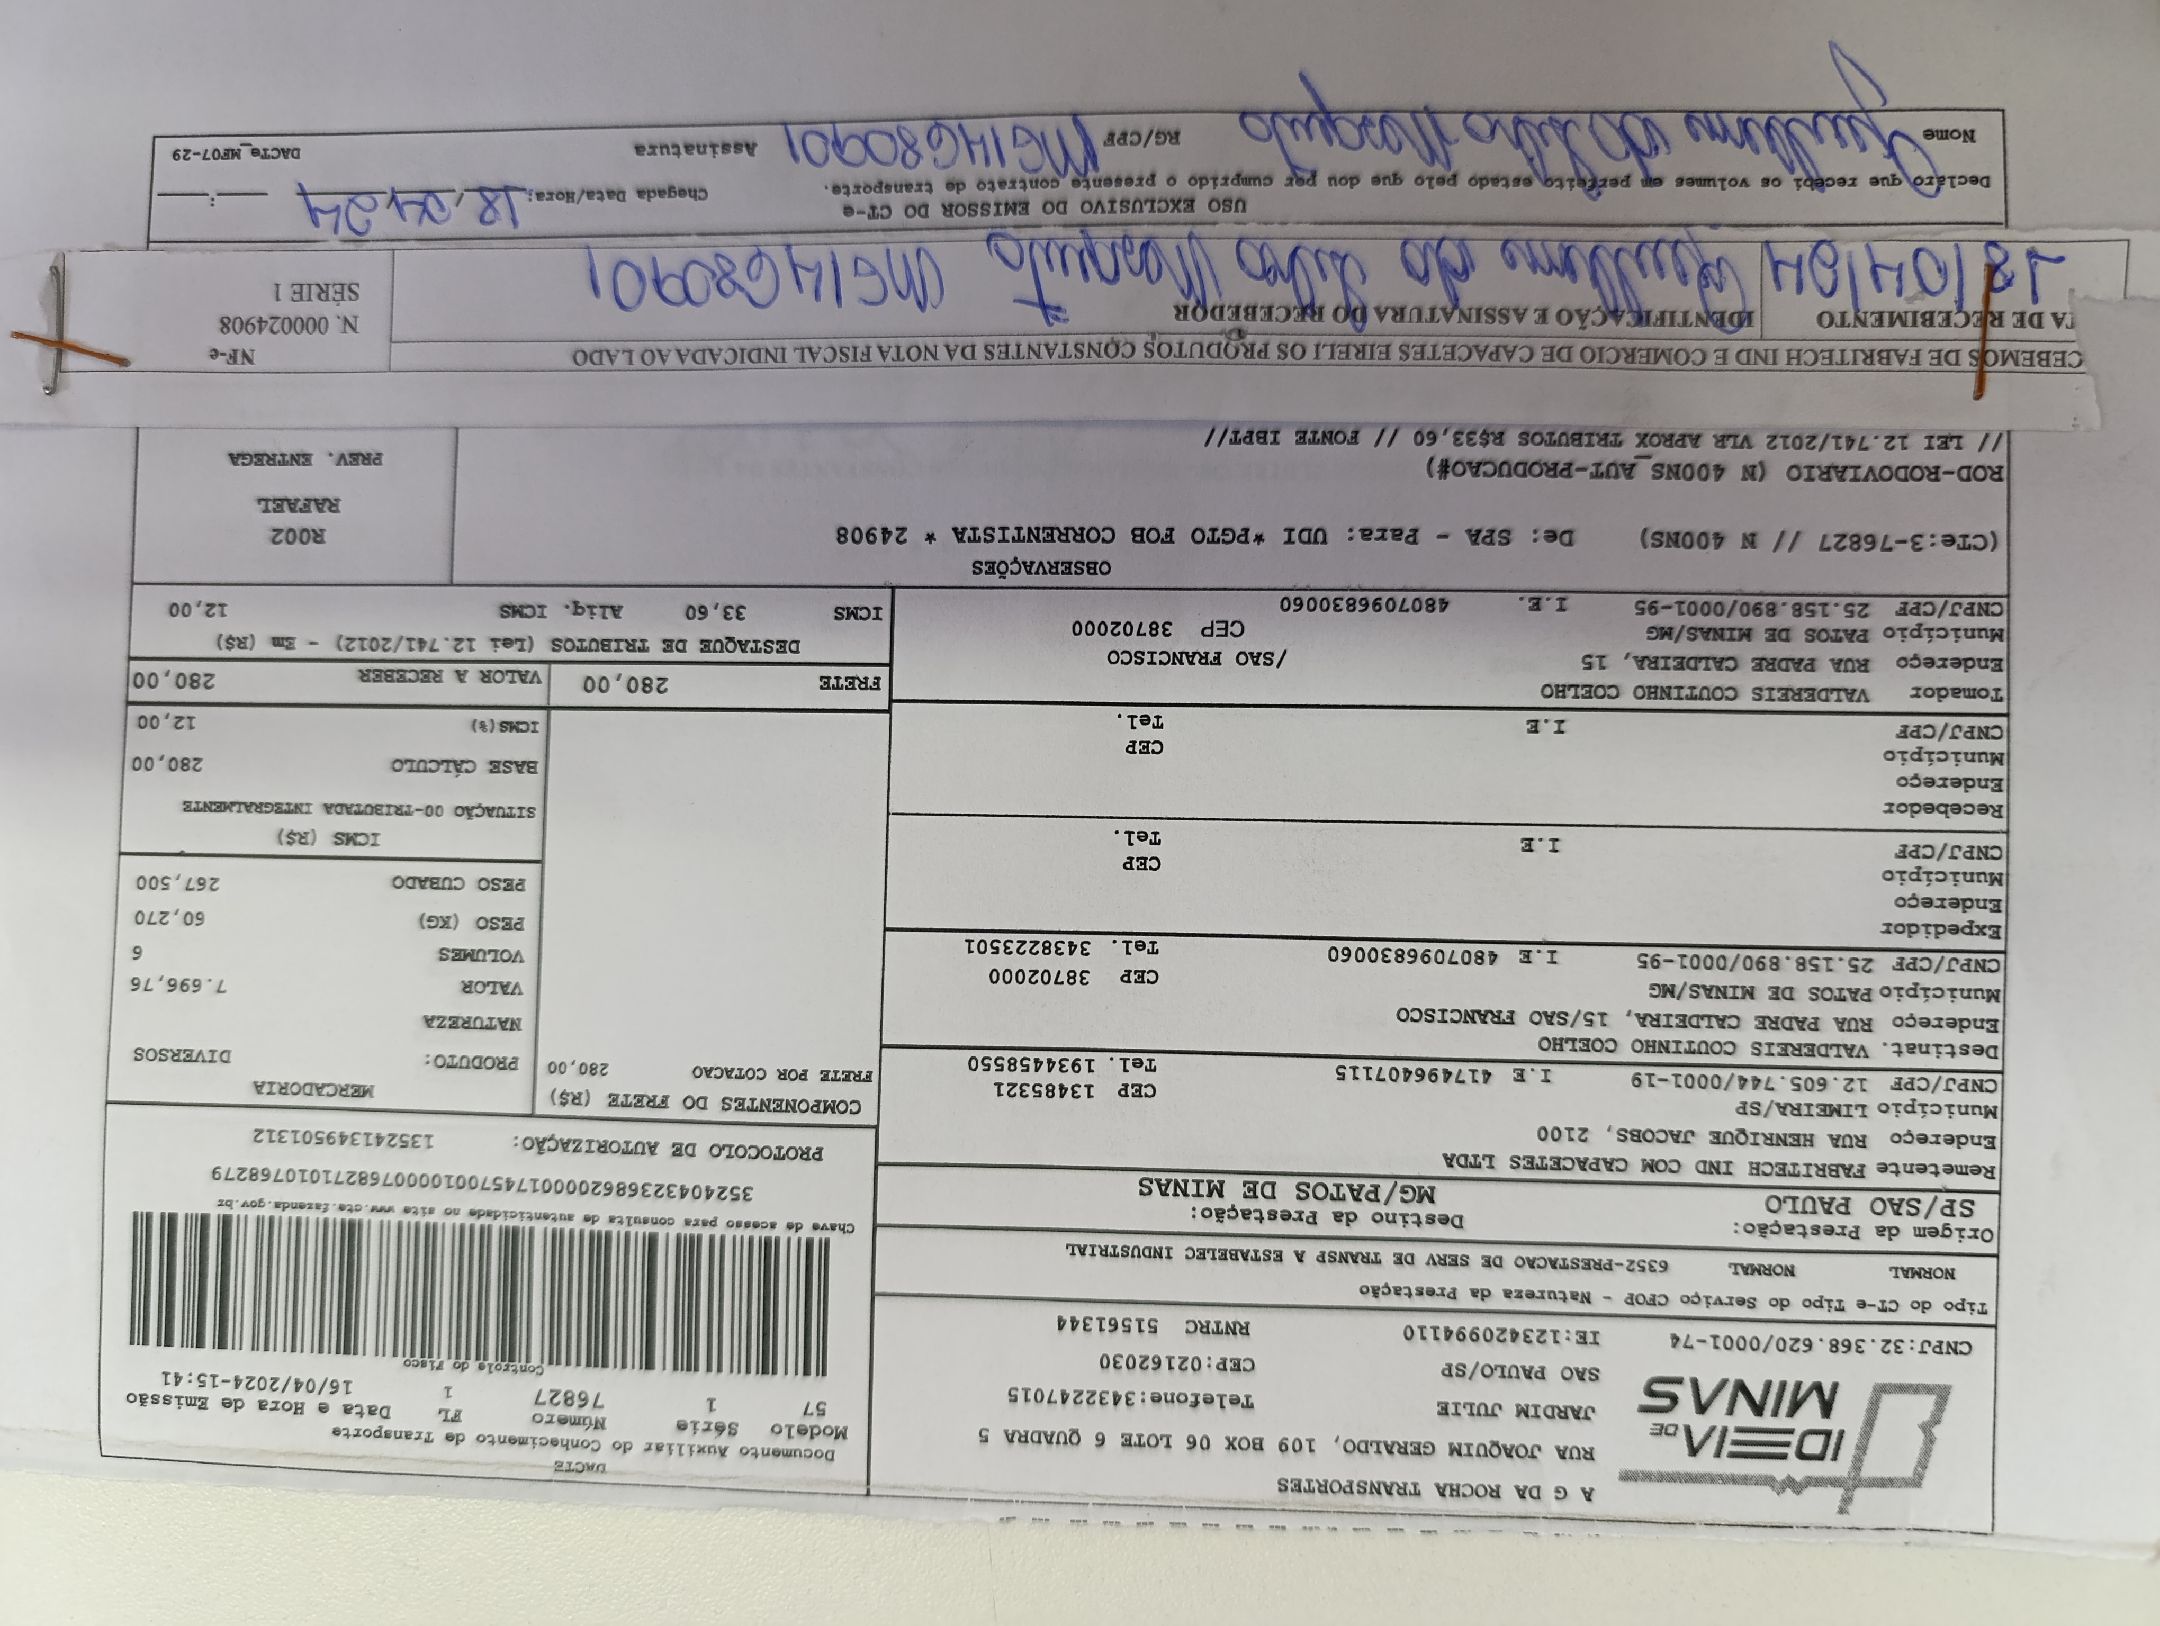 IDEIA DE
MINAS
A G DA ROCHA TRANSPORTES
RUA JOAQUIM GERALDO, 109 BOX 06 LOTE 6 QUADRA 5
JARDIM JULIE Telefone:3432247015
SAO PAULO/SP CEP:02162030
CNPJ:32.368.620/0001-74 IE:123420994110 RNTRC 51561344
DACTE
Documento Auxiliar do Conhecimento de Transporte
Modelo Série Número FL Data e Hora de Emissão
57 1 76827 1 16/04/2024-15:41
Controle do Fisco
Chave de acesso para consulta de autenticidade no site www.cte.fazenda.gov.br
35240432368620000174570010000768271010768279
PROTOCOLO DE AUTORIZAÇÃO: 135241349501312
Tipo do CT-e Tipo do Serviço CFOP - Natureza da Prestação
NORMAL NORMAL 6352-PRESTACAO DE SERV DE TRANSP A ESTABELEC INDUSTRIAL
Origem da Prestação: Destino da Prestação:
SP/SAO PAULO MG/PATOS DE MINAS
Remetente FABRITECH IND COM CAPACETES LTDA
Endereço RUA HENRIQUE JACOBS, 2100
Município LIMEIRA/SP CEP 13485321
CNPJ/CPF 12.605.744/0001-19 I.E 417496407115 Tel. 1934458550
Destinat. VALDEREIS COUTINHO COELHO
Endereço RUA PADRE CALDEIRA, 15/SAO FRANCISCO
Município PATOS DE MINAS/MG CEP 38702000
CNPJ/CPF 25.158.890/0001-95 I.E 4807096830060 Tel. 3438223501
Expedidor
Endereço
Município CEP
CNPJ/CPF I.E Tel.
Recebedor
Endereço
Município CEP
CNPJ/CPF I.E Tel.
Tomador VALDEREIS COUTINHO COELHO
Endereço RUA PADRE CALDEIRA, 15 /SAO FRANCISCO
Município PATOS DE MINAS/MG CEP 38702000
CNPJ/CPF 25.158.890/0001-95 I.E. 4807096830060
COMPONENTES DO FRETE (R$)
FRETE POR COTACAO 280,00
MERCADORIA
PRODUTO: DIVERSOS
NATUREZA
VALOR 7.696,76
VOLUMES 6
PESO (KG) 60,270
PESO CUBADO 267,500
ICMS (R$)
SITUAÇÃO 00-TRIBUTADA INTEGRALMENTE
BASE CÁLCULO 280,00
ICMS(%) 12,00
FRETE 280,00 VALOR A RECEBER 280,00
DESTAQUE DE TRIBUTOS (Lei 12.741/2012) - Em (R$)
ICMS 33,60 Aliq. ICMS 12,00
OBSERVAÇÕES
(CTe:3-76827 // N 400NS) De: SPA - Para: UDI *PGTO FOB CORRENTISTA * 24908
ROD-RODOVIARIO (N 400NS_AUT-PRODUCAO#)
// LEI 12.741/2012 VLR APROX TRIBUTOS R$33,60 // FONTE IBPT//
R002
RAFAEL
PREV. ENTREGA
CEBEMOS DE FABRITECH IND E COMERCIO DE CAPACETES EIRELI OS PRODUTOS CONSTANTES DA NOTA FISCAL INDICADA AO LADO
TA DE RECEBIMENTO IDENTIFICAÇÃO E ASSINATURA DO RECEBEDOR
18/04/24 Guilherme da Silva MG14680901
NF-e
N. 000024908
SÉRIE 1
USO EXCLUSIVO DO EMISSOR DO CT-e
Declaro que recebi os volumes em perfeito estado pelo que dou por cumprido o presente contrato de transporte. Chegada Data/Hora: 18,04,24
Nome Guilherme da Silva RG/CPF MG14680901 Assinatura
DACTe_MF07-29